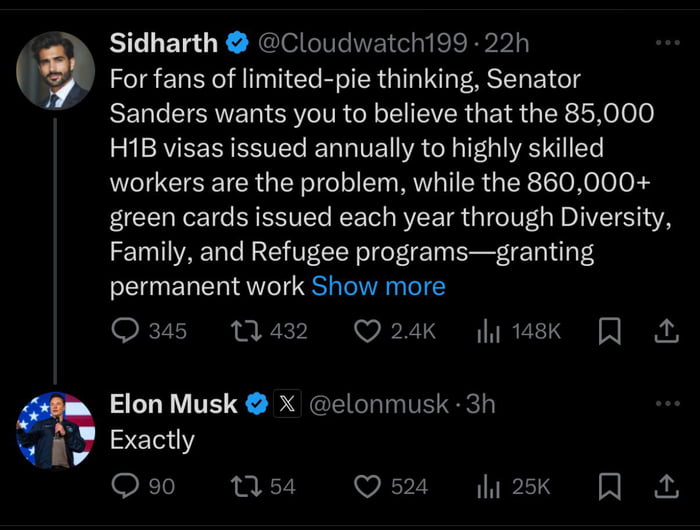 Sidharth @Cloudwatch199 · 22h
For fans of limited-pie thinking, Senator
Sanders wants you to believe that the 85,000
H1B visas issued annually to highly skilled
workers are the problem, while the 860,000+
green cards issued each year through Diversity,
Family, and Refugee programs—granting
permanent work Show more
345 432 2.4K 148K
Elon Musk X @elonmusk · 3h
Exactly
90 54 524 25K